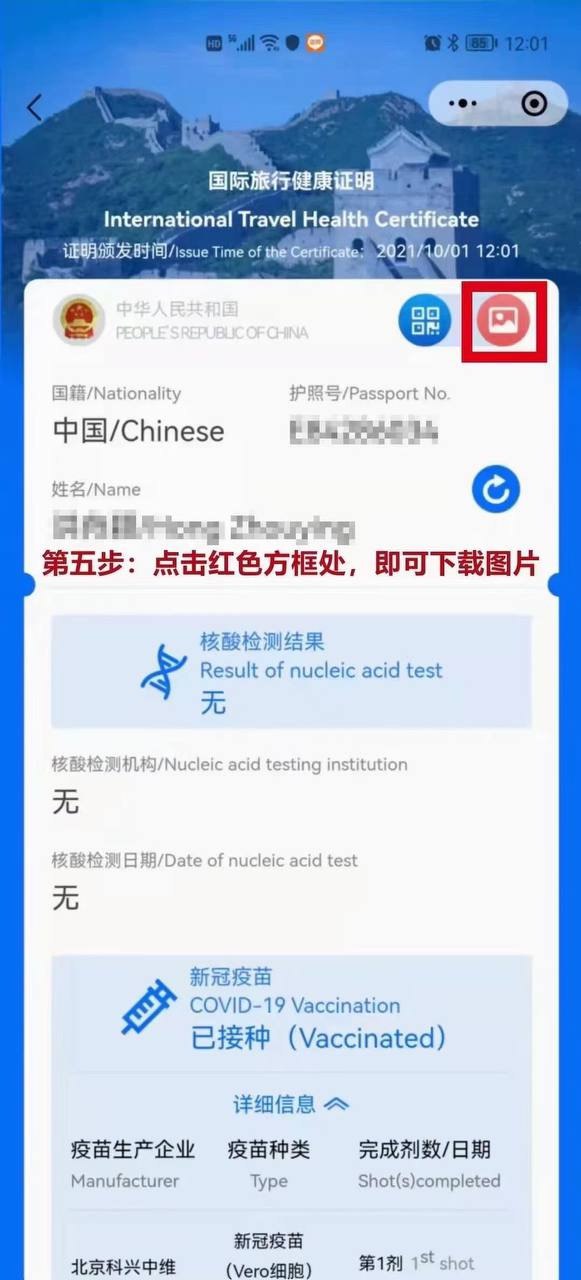 HD 5G 85 12:01
国际旅行健康证明
International Travel Health Certificate
证明颁发时间/Issue Time of the Certificate: 2021/10/01 12:01
中华人民共和国
PEOPLE'S REPUBLIC OF CHINA
国籍/Nationality
护照号/Passport No.
中国/Chinese
姓名/Name
第五步：点击红色方框处，即可下载图片
核酸检测结果
Result of nucleic acid test
无
核酸检测机构/Nucleic acid testing institution
无
核酸检测日期/Date of nucleic acid test
无
新冠疫苗
COVID-19 Vaccination
已接种（Vaccinated）
详细信息
疫苗生产企业 疫苗种类 完成剂数/日期
Manufacturer Type Shot(s)completed
新冠疫苗
北京科兴中维 (Vero细胞) 第1剂 1st shot